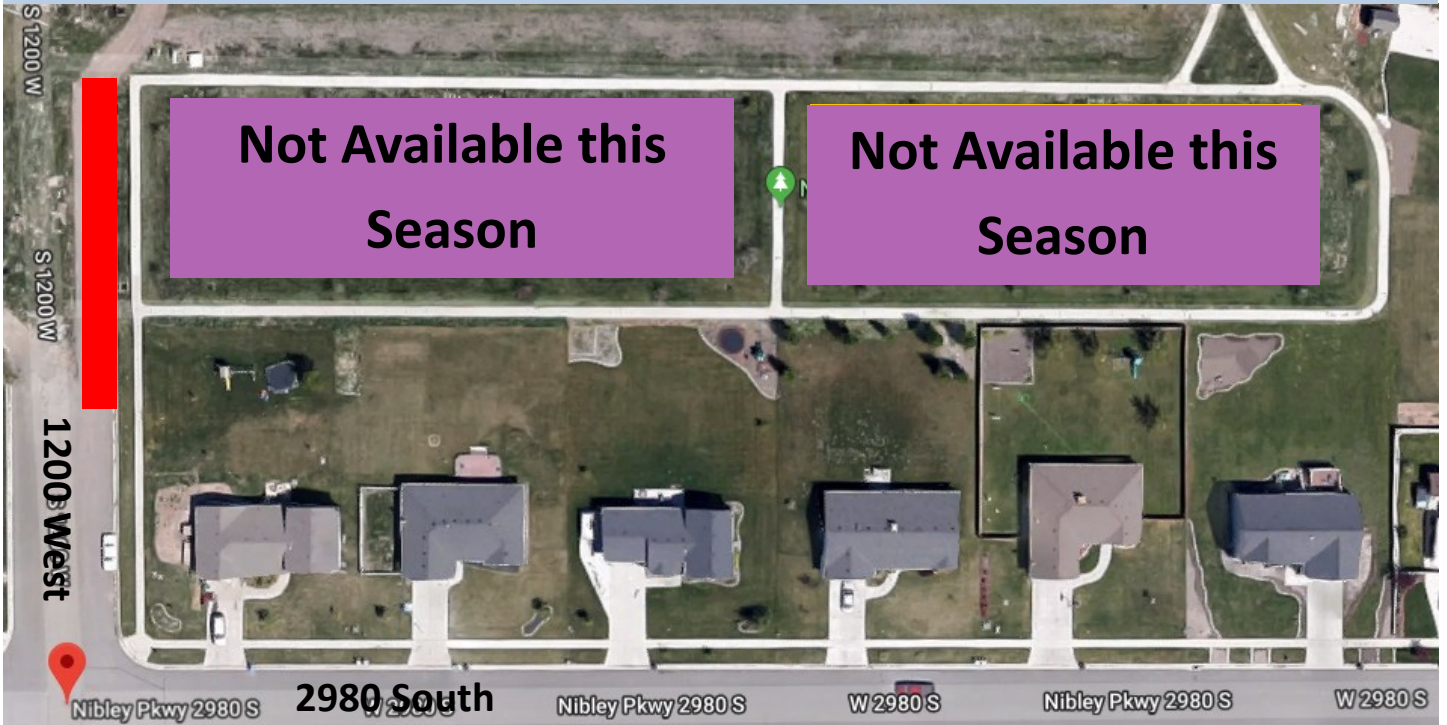 S 1200 W
Not Available this
Season
Not Available this
Season
N
S 1200 W
1200 West
2980 South
Nibley Pkwy 2980 S
Nibley Pkwy 2980 S
W 2980 S
Nibley Pkwy 2980 S
W 2980 S